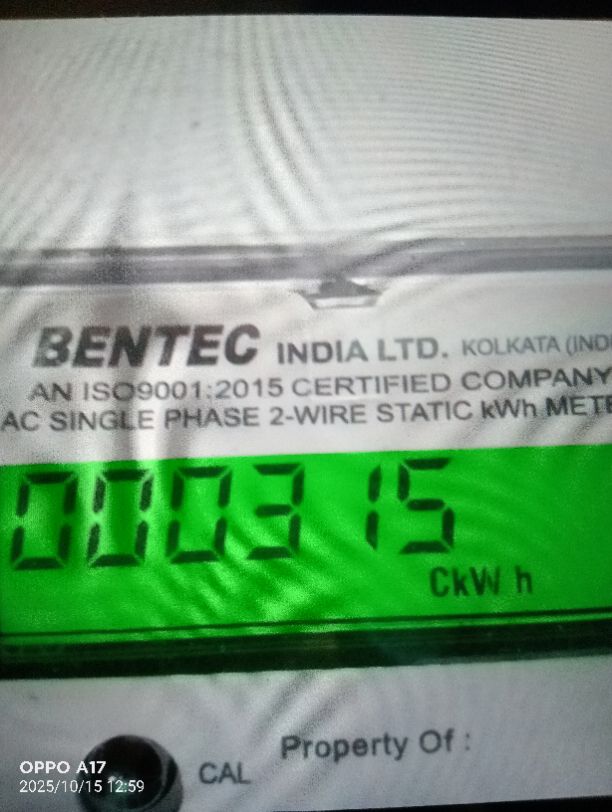 BENTEC INDIA LTD. KOLKATA (INDI
AN ISO9001:2015 CERTIFIED COMPANY
AC SINGLE PHASE 2-WIRE STATIC kWh METE
000315
CkW h
Property Of :
CAL
OPPO A17
2025/10/15 12:59